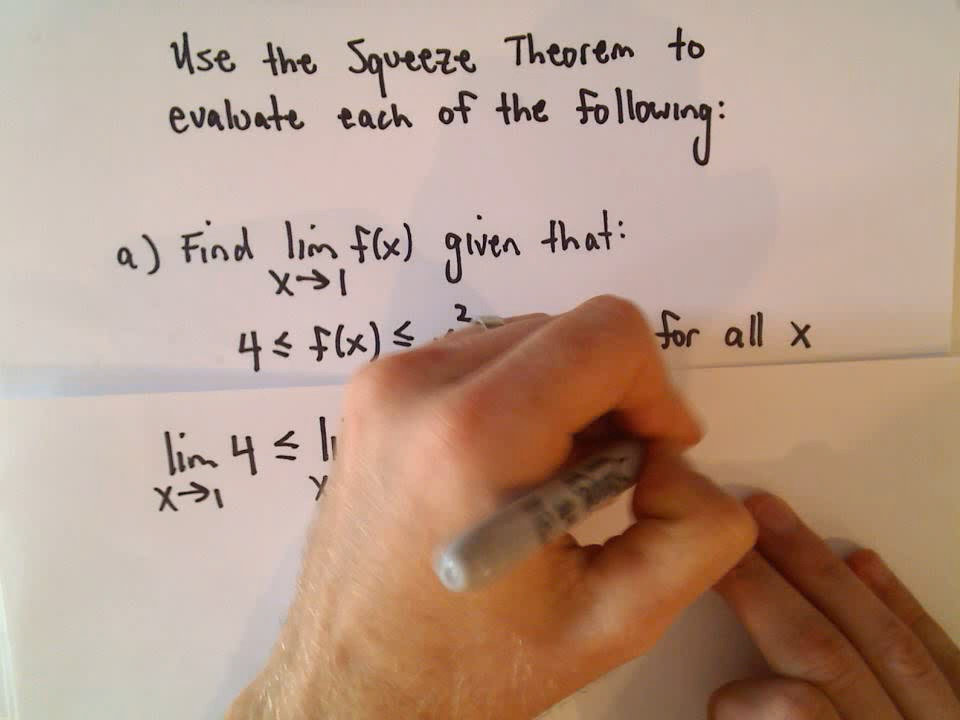 Use the Squeeze Theorem to
evaluate each of the following:
a) Find lim f(x) given that:
x→1
4 ≤ f(x) ≤ 2 for all x
lim 4 ≤
x→1 x